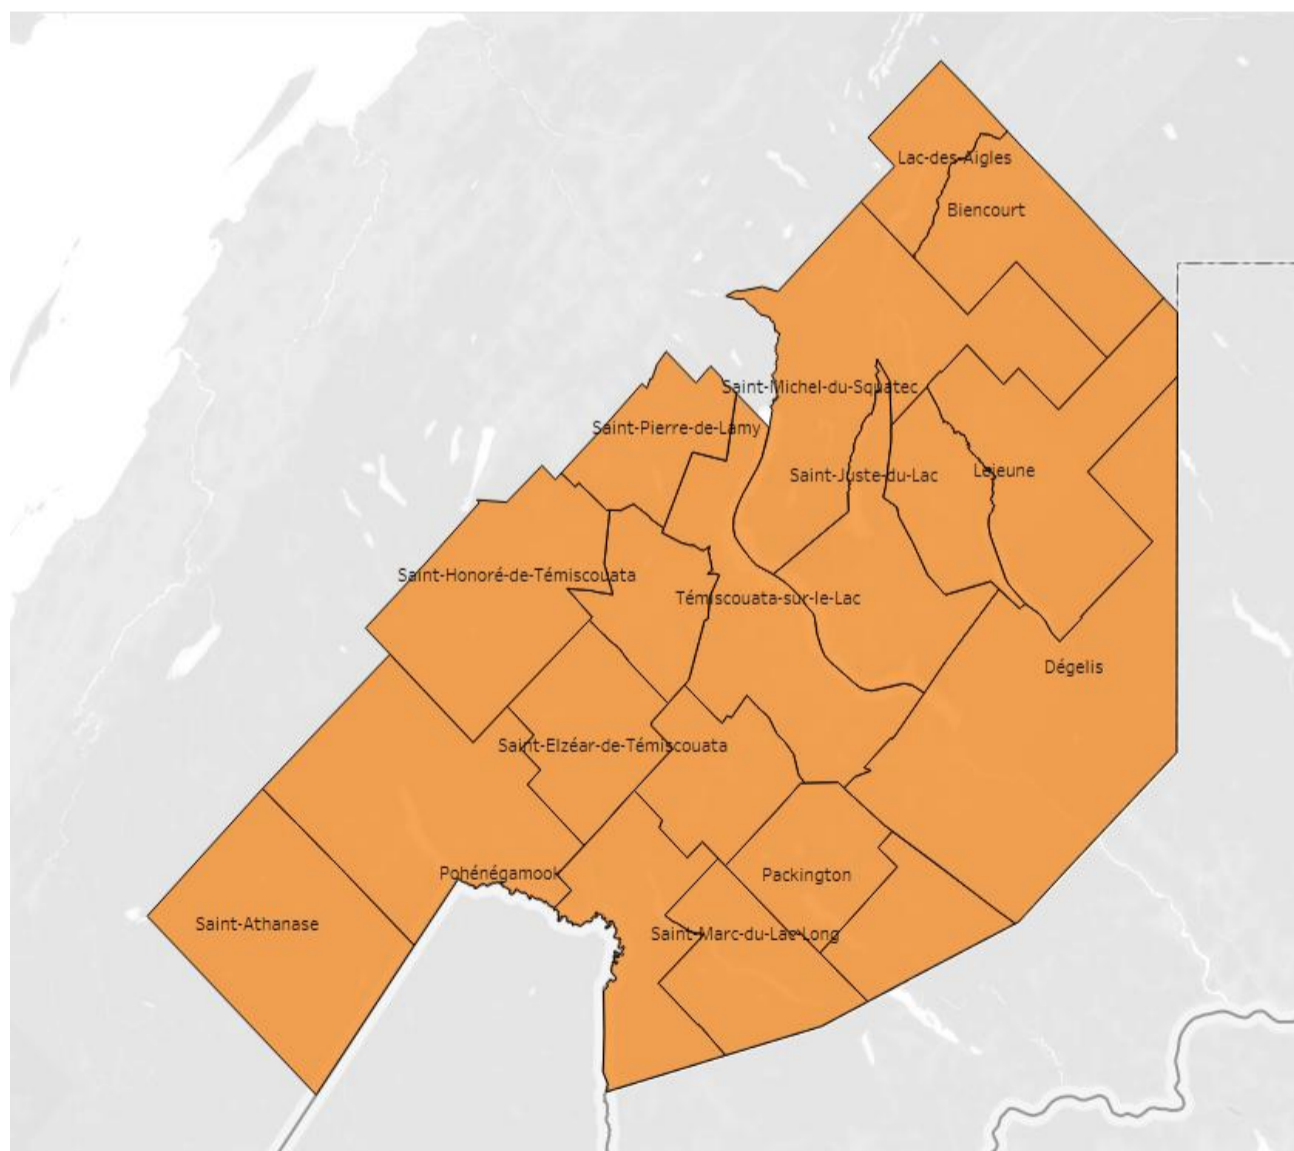 Lac-des-Aigles
Biencourt
Saint-Michel-du-Squatec
Saint-Pierre-de-Lamy
Saint-Juste-du-Lac
Lejeune
Saint-Honoré-de-Témiscouata
Témiscouata-sur-le-Lac
Dégelis
Saint-Elzéar-de-Témiscouata
Pohénégamook
Packington
Saint-Athanase
Saint-Marc-du-Lac-Long